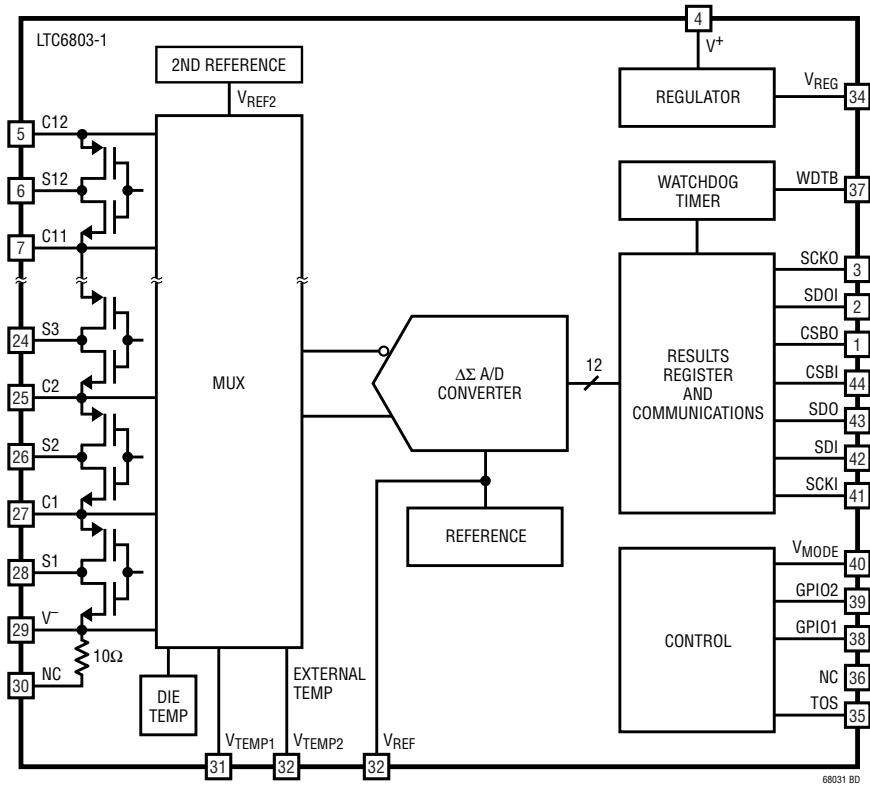 LTC6803-1
4
V+
2ND REFERENCE
VREF2
REGULATOR
VREG
34
5
C12
6
S12
7
C11
WATCHDOG
TIMER
WDTB
37
SCKO
3
SDOI
2
CSBO
1
CSBI
44
SDO
43
SDI
42
SCKI
41
RESULTS
REGISTER
AND
COMMUNICATIONS
24
S3
25
C2
26
S2
27
C1
28
S1
29
V–
30
NC
10Ω
MUX
ΔΣ A/D
CONVERTER
12
REFERENCE
CONTROL
VMODE
40
GPIO2
39
GPIO1
38
NC
36
TOS
35
DIE
TEMP
EXTERNAL
TEMP
VTEMP1
31
VTEMP2
32
VREF
32
68031 BD